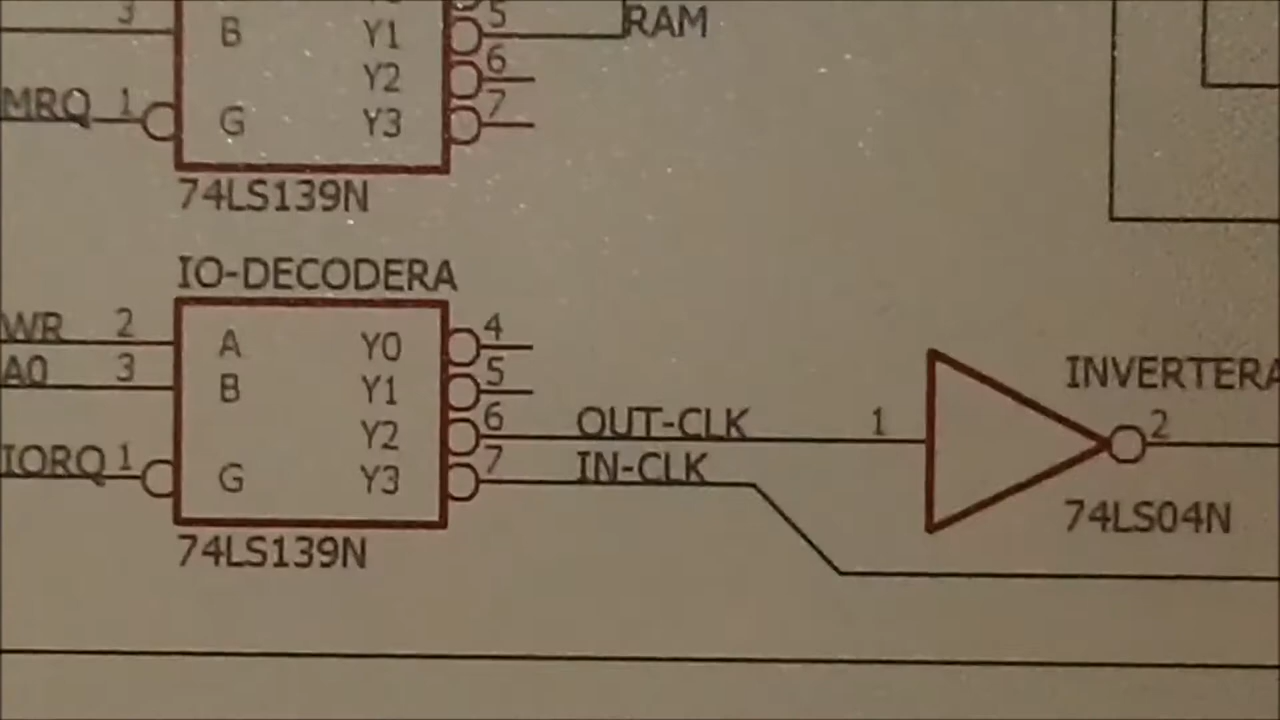 3 B Y1 5 RAM
Y2 6
MRQ 1 G Y3 7
74LS139N
IO-DECODERA
WR 2 A Y0 4
A0 3 B Y1 5
Y2 6 OUT-CLK 1 INVERTERA 2
IORQ 1 G Y3 7 IN-CLK
74LS04N
74LS139N